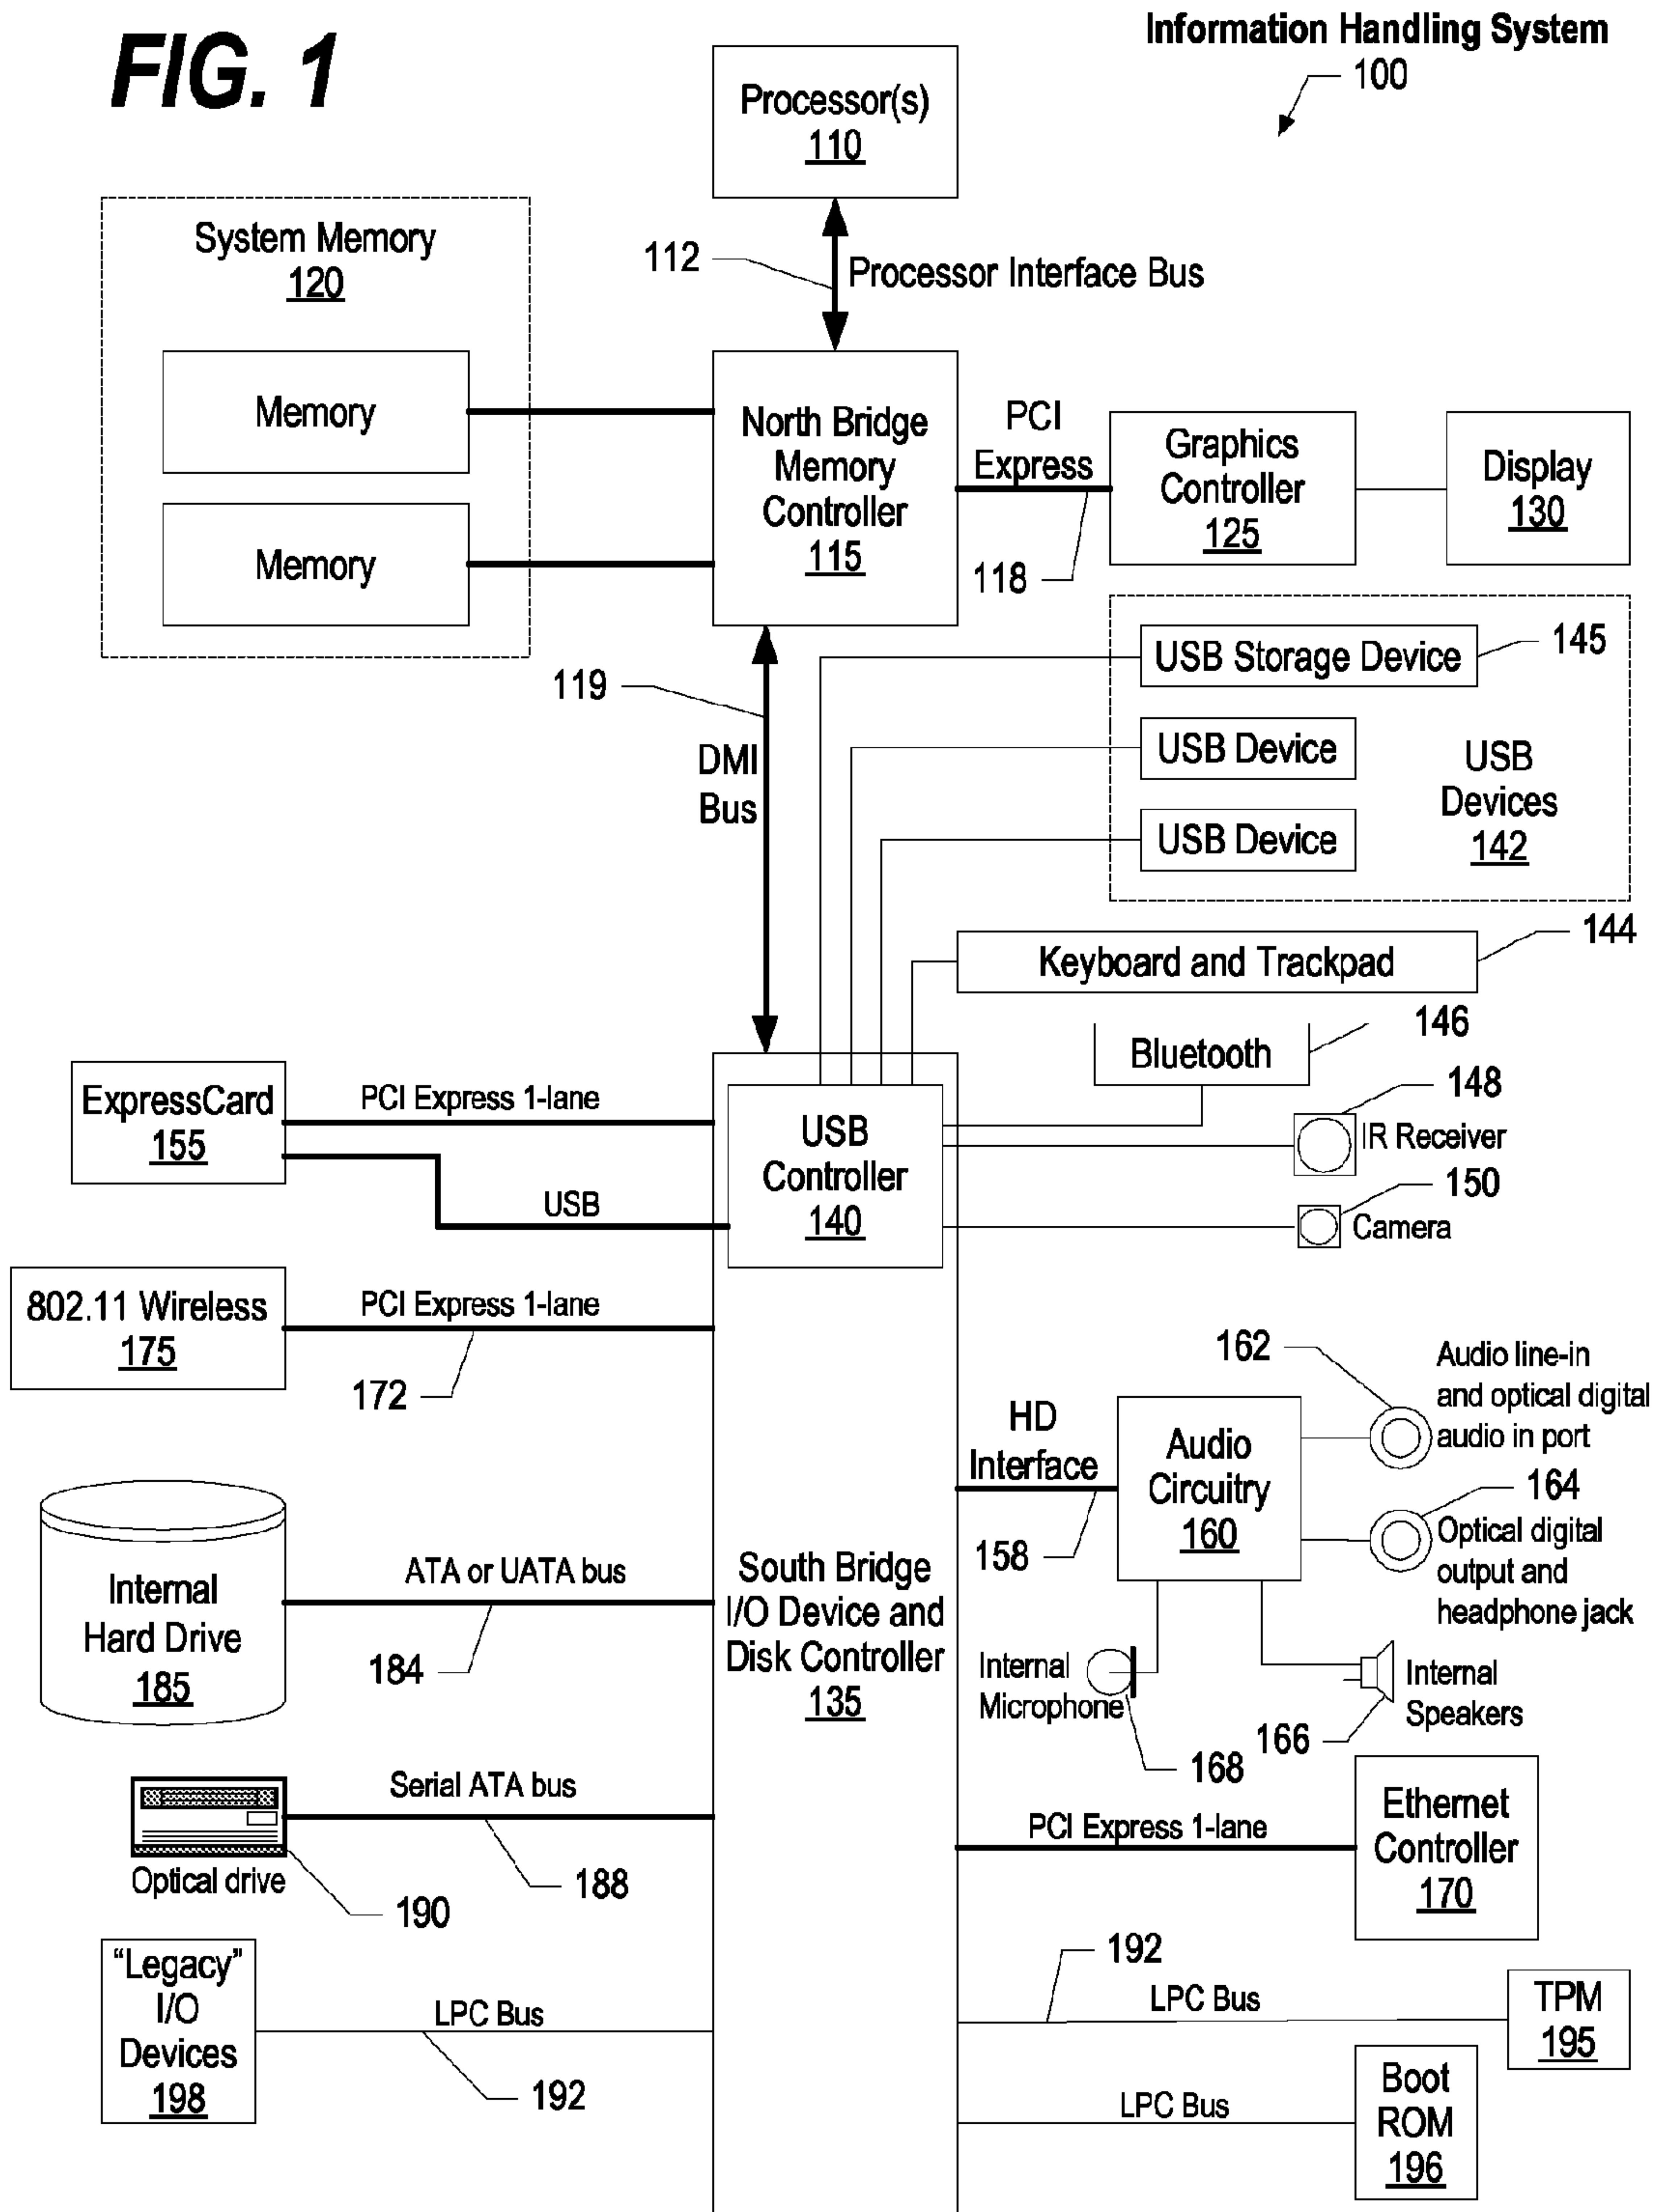 FIG. 1
Information Handling System
100
Processor(s)
110
System Memory
120
112
Processor Interface Bus
Memory
Memory
North Bridge
Memory
Controller
115
PCI
Express
118
Graphics
Controller
125
Display
130
119
DMI
Bus
USB Storage Device
145
USB Device
USB Device
USB
Devices
142
144
Keyboard and Trackpad
146
Bluetooth
148
IR Receiver
150
Camera
ExpressCard
155
PCI Express 1-lane
USB
USB
Controller
140
802.11 Wireless
175
PCI Express 1-lane
172
162
Audio line-in
and optical digital
audio in port
HD
Interface
158
Audio
Circuitry
160
164
Optical digital
output and
headphone jack
Internal
Hard Drive
185
ATA or UATA bus
184
South Bridge
I/O Device and
Disk Controller
135
Internal
Microphone
168
Internal
Speakers
166
Serial ATA bus
188
Optical drive
190
PCI Express 1-lane
Ethernet
Controller
170
“Legacy”
I/O
Devices
198
LPC Bus
192
192
LPC Bus
TPM
195
LPC Bus
Boot
ROM
196